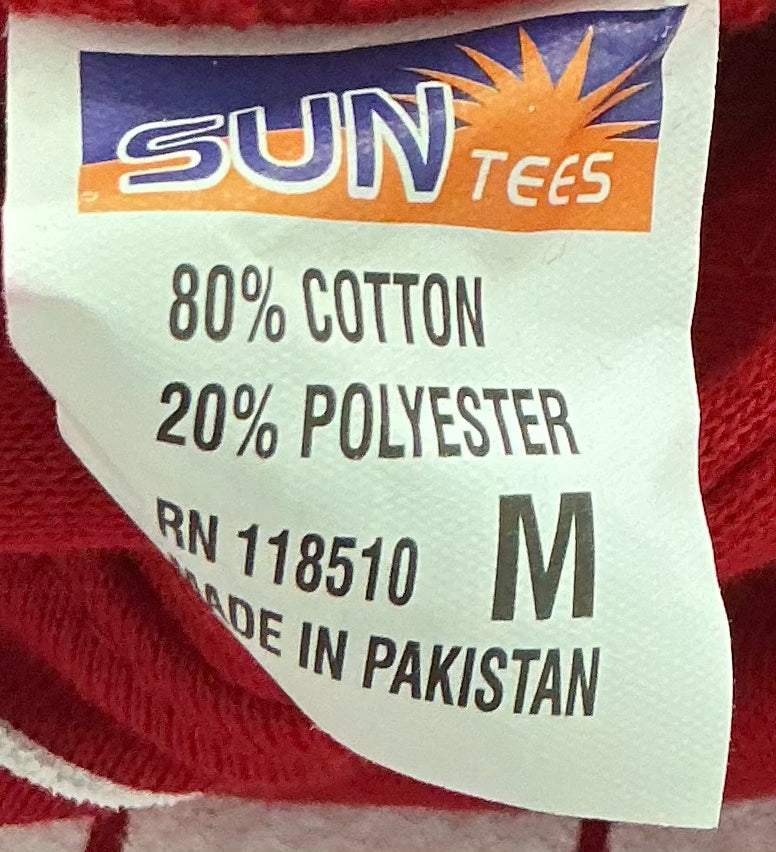 SUN TEES
80% COTTON
20% POLYESTER
RN 118510 M
MADE IN PAKISTAN